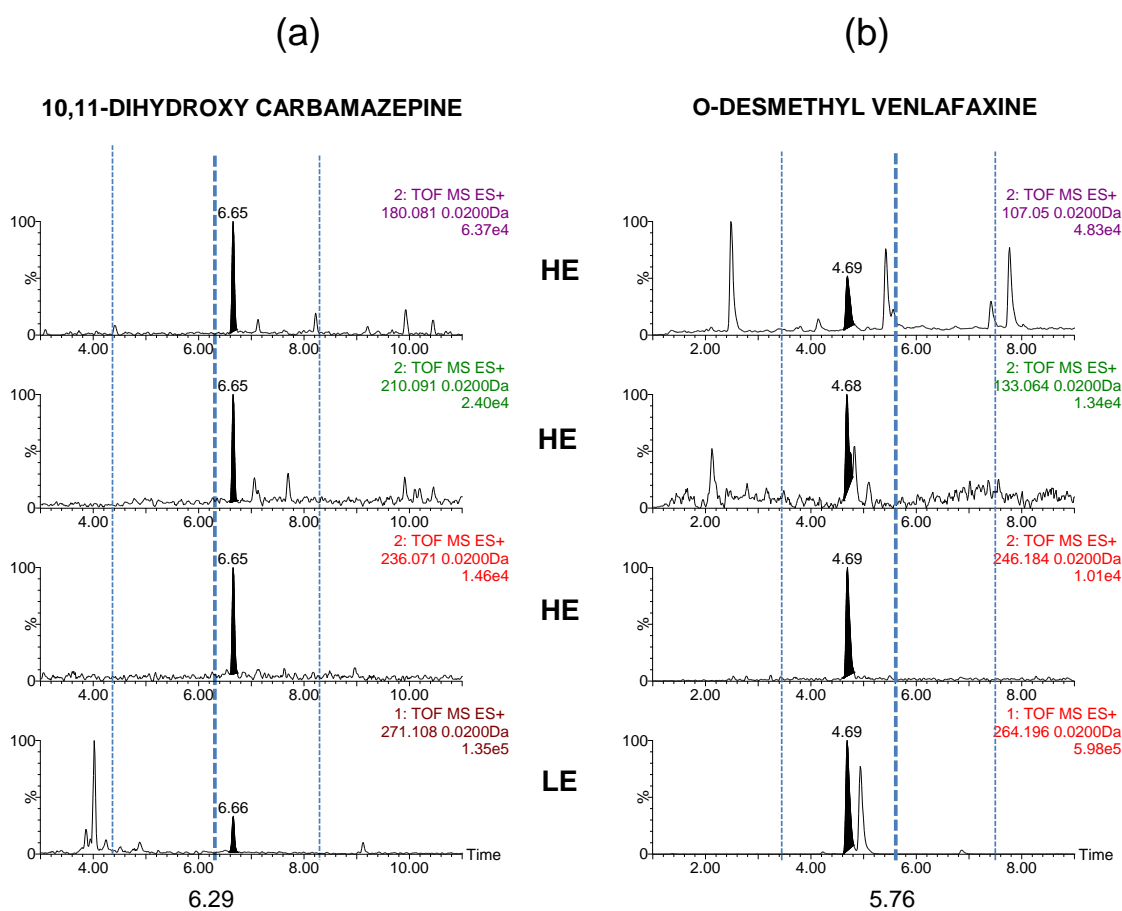 (a)
10,11-DIHYDROXY CARBAMAZEPINE
2: TOF MS ES+
180.081 0.0200Da
6.37e4
6.65
100
%
0
4.00 6.00 8.00 10.00
HE
2: TOF MS ES+
210.091 0.0200Da
2.40e4
6.65
100
%
0
4.00 6.00 8.00 10.00
HE
2: TOF MS ES+
236.071 0.0200Da
1.46e4
6.65
100
%
0
4.00 6.00 8.00 10.00
HE
1: TOF MS ES+
271.108 0.0200Da
1.35e5
6.66
100
%
0
4.00 6.00 8.00 10.00
Time
LE
6.29
(b)
O-DESMETHYL VENLAFAXINE
2: TOF MS ES+
107.05 0.0200Da
4.83e4
4.69
100
%
0
2.00 4.00 6.00 8.00
2: TOF MS ES+
133.064 0.0200Da
1.34e4
4.68
100
%
0
2.00 4.00 6.00 8.00
2: TOF MS ES+
246.184 0.0200Da
1.01e4
4.69
100
%
0
2.00 4.00 6.00 8.00
1: TOF MS ES+
264.196 0.0200Da
5.98e5
4.69
100
%
0
2.00 4.00 6.00 8.00
Time
5.76